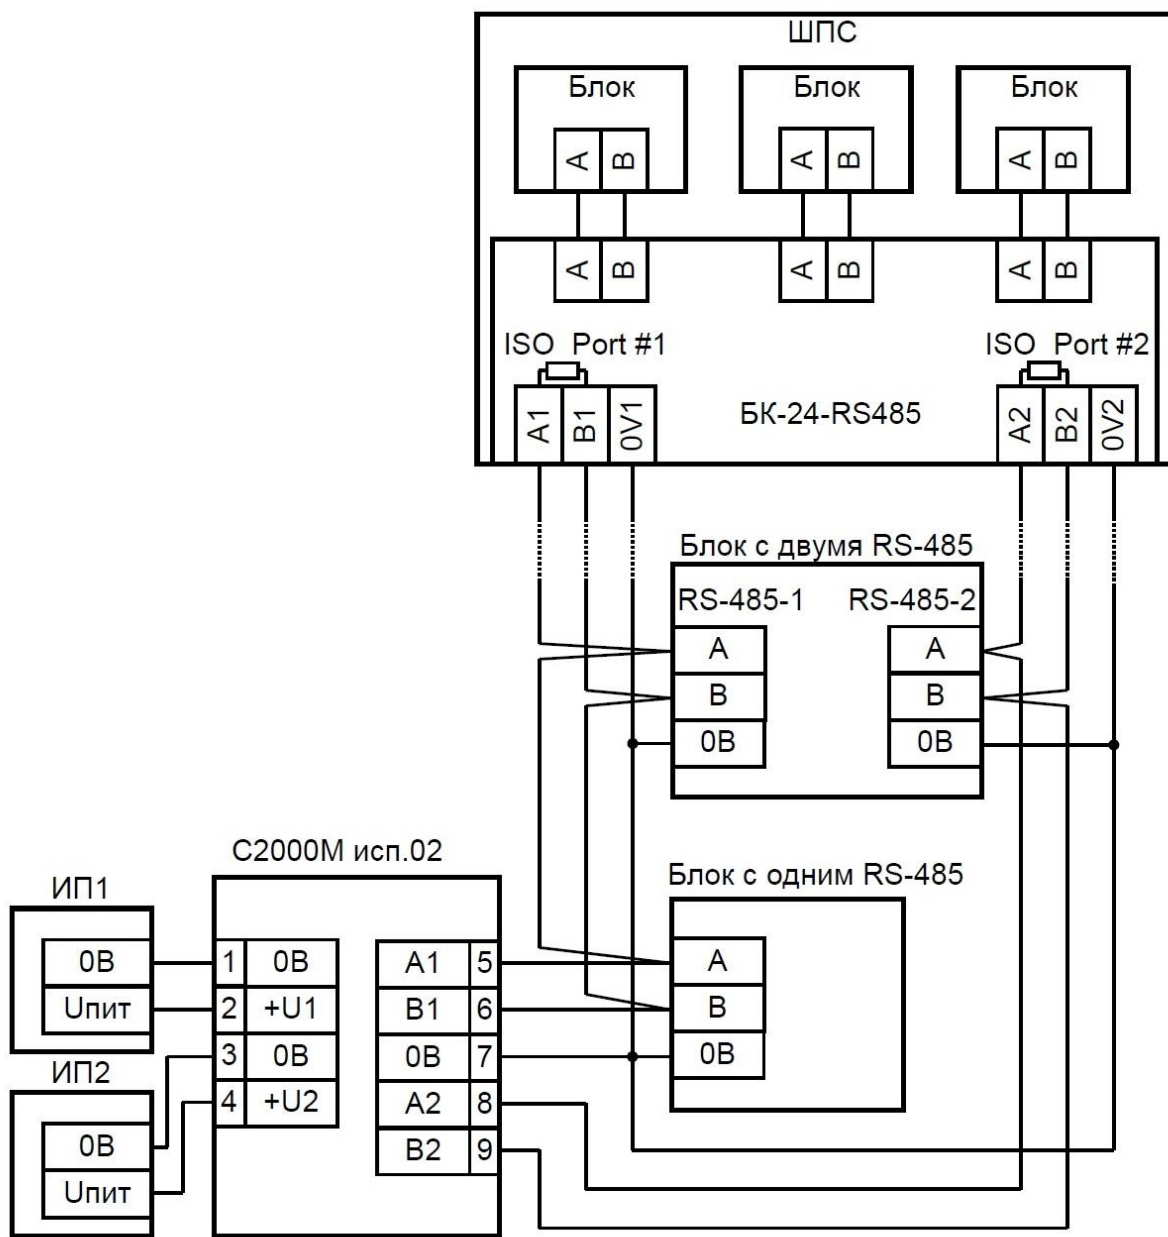 ШПС
Блок Блок Блок
A B A B A B
A B A B A B
ISO Port #1 ISO Port #2
A1 B1 0V1 БК-24-RS485 A2 B2 0V2
Блок с двумя RS-485
RS-485-1 RS-485-2
A A
B B
0В 0В
С2000М исп.02
Блок с одним RS-485
ИП1
0В 1 0В A1 5 A
Uпит 2 +U1 B1 6 B
3 0В 0В 7 0В
ИП2
4 +U2 A2 8
0В B2 9
Uпит